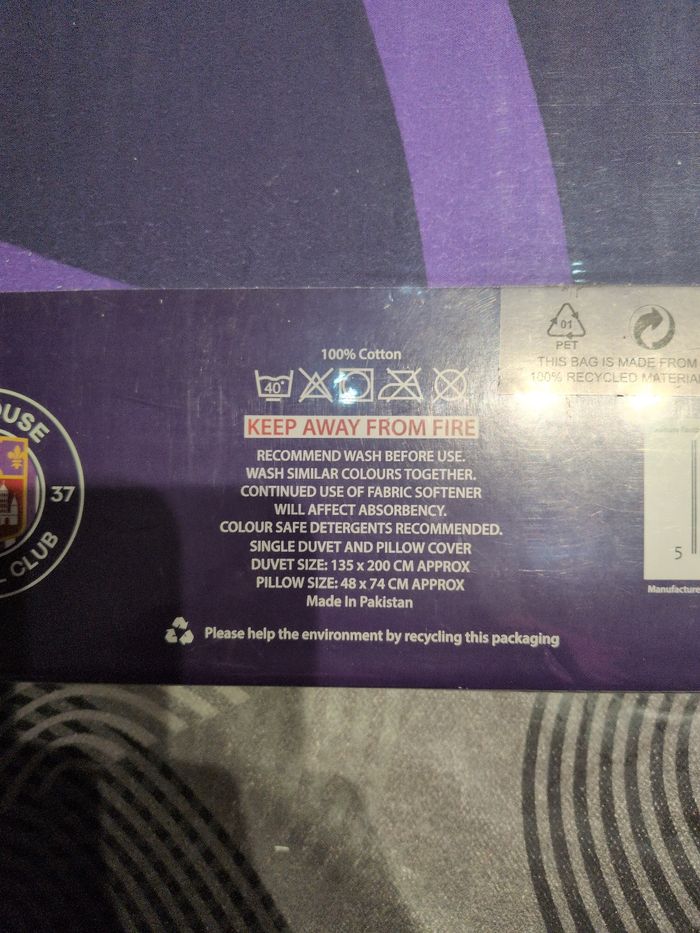 100% Cotton
40°
KEEP AWAY FROM FIRE
RECOMMEND WASH BEFORE USE.
WASH SIMILAR COLOURS TOGETHER.
CONTINUED USE OF FABRIC SOFTENER
WILL AFFECT ABSORBENCY.
COLOUR SAFE DETERGENTS RECOMMENDED.
SINGLE DUVET AND PILLOW COVER
DUVET SIZE: 135 x 200 CM APPROX
PILLOW SIZE: 48 x 74 CM APPROX
Made In Pakistan
Please help the environment by recycling this packaging
01
PET
THIS BAG IS MADE FROM
100% RECYCLED MATERIA
OUSE
37
CLUB
5
Manufacture